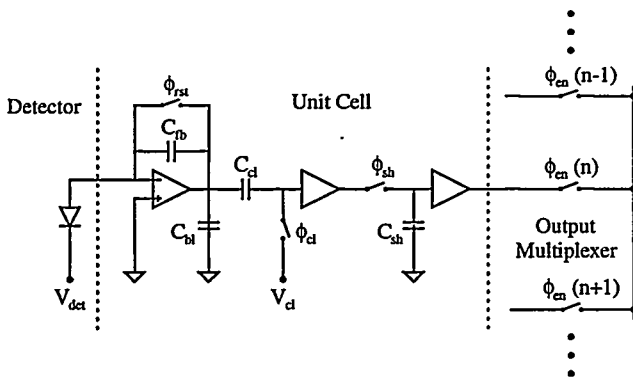 ϕen (n-1)
ϕrst
Detector
Unit Cell
Cfb
Ccl
ϕsh
ϕen (n)
Cbl
ϕcl
Csh
Output
Multiplexer
Vdet
Vcl
ϕen (n+1)